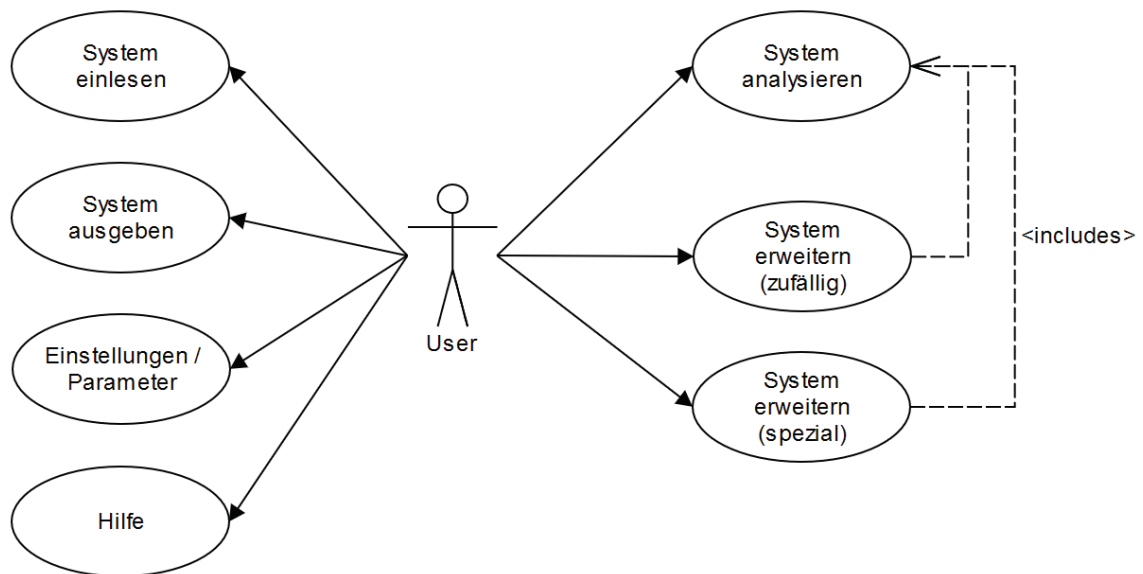 System
einlesen
System
ausgeben
Einstellungen /
Parameter
Hilfe
User
System
analysieren
System
erweitern
(zufällig)
System
erweitern
(spezial)
<includes>